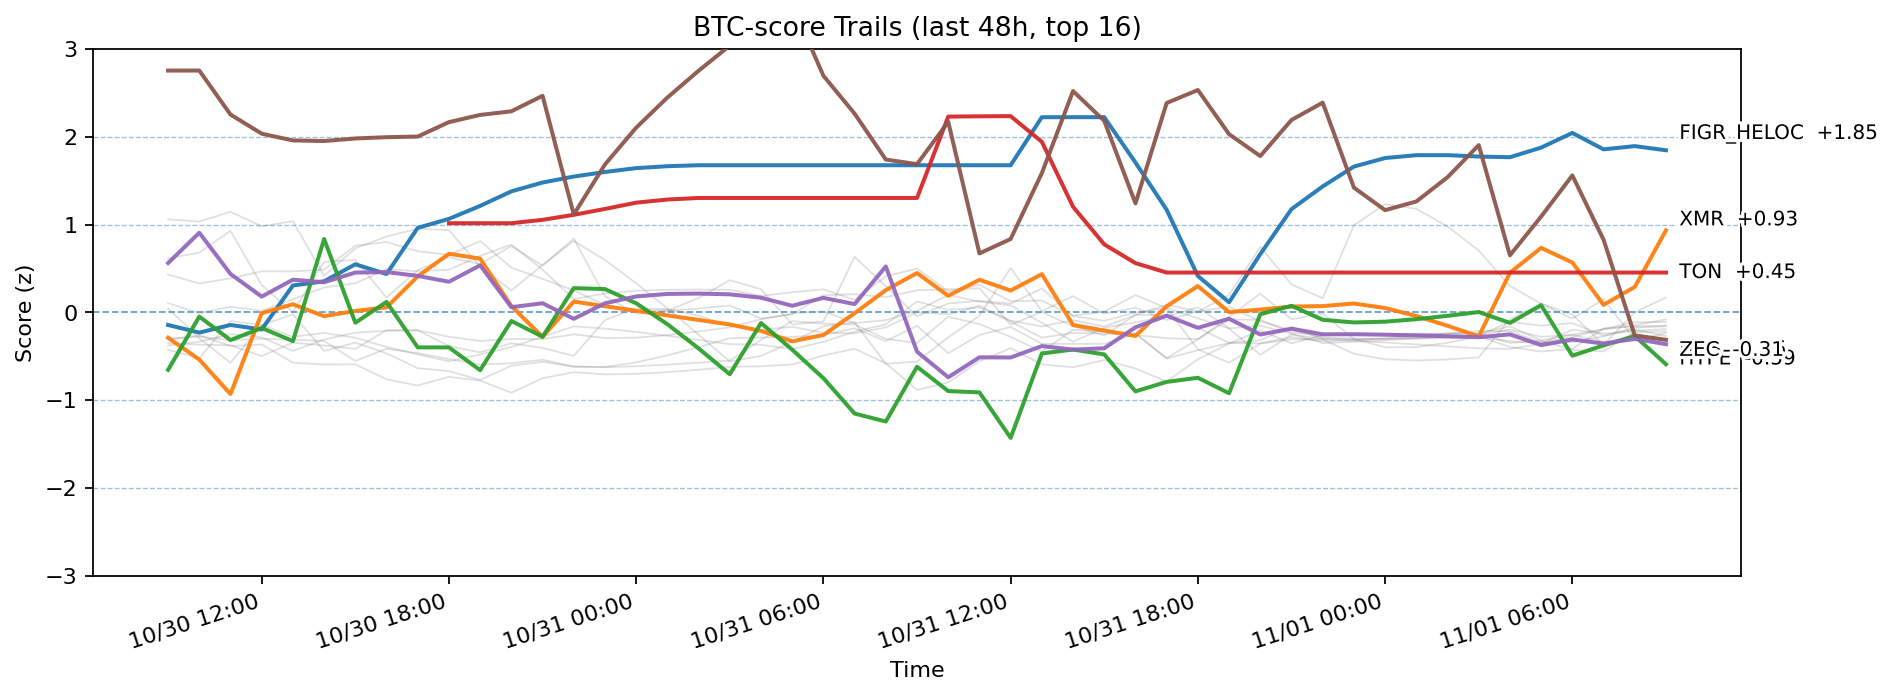 BTC-score Trails (last 48h, top 16)
Score (z)
3
2
1
0
−1
−2
−3
FIGR_HELOC +1.85
XMR +0.93
TON +0.45
ZEC -0.31
10/30 12:00
10/30 18:00
10/31 00:00
10/31 06:00
10/31 12:00
10/31 18:00
11/01 00:00
11/01 06:00
Time